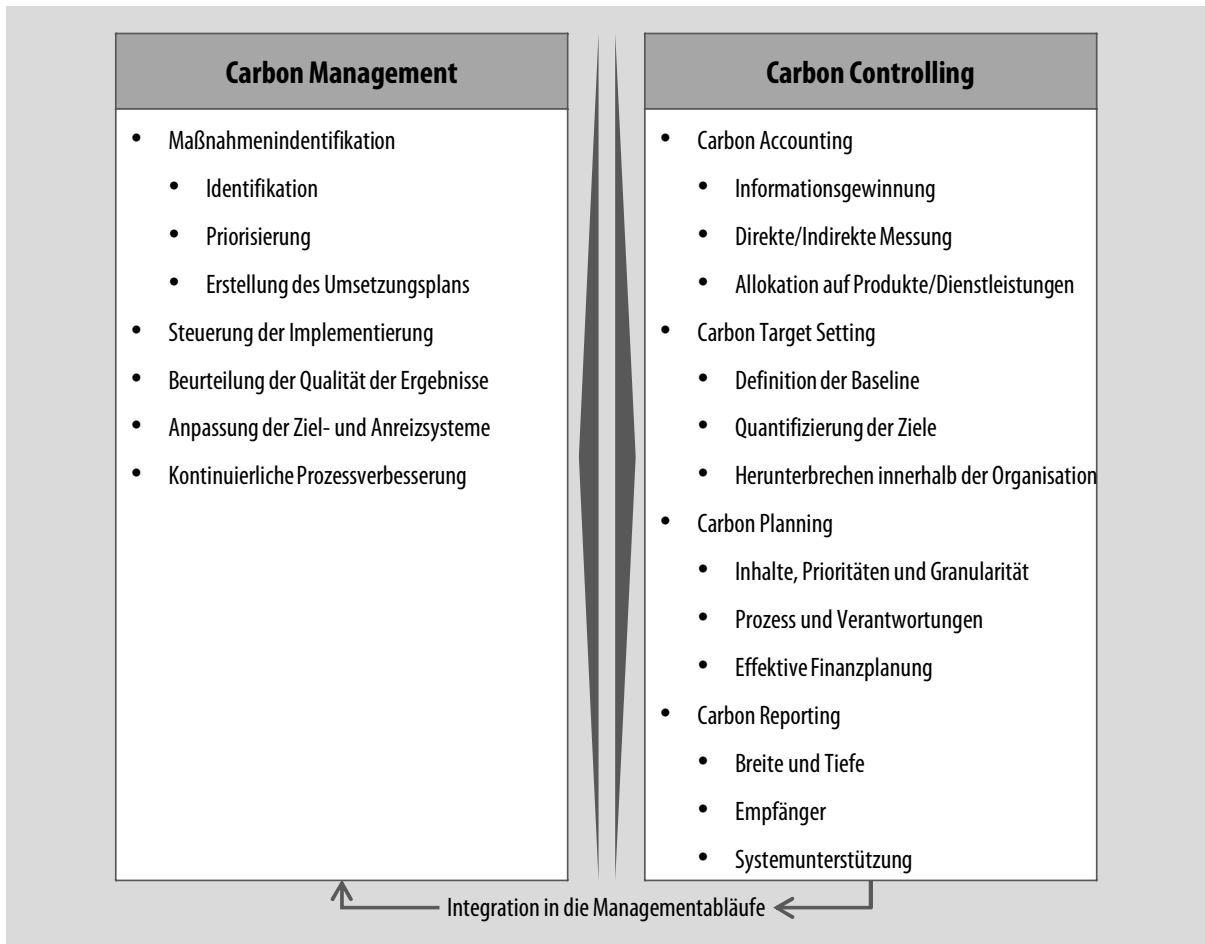 Carbon Management
• Maßnahmenindentifikation
• Identifikation
• Priorisierung
• Erstellung des Umsetzungsplans
• Steuerung der Implementierung
• Beurteilung der Qualität der Ergebnisse
• Anpassung der Ziel- und Anreizsysteme
• Kontinuierliche Prozessverbesserung
Carbon Controlling
• Carbon Accounting
• Informationsgewinnung
• Direkte/Indirekte Messung
• Allokation auf Produkte/Dienstleistungen
• Carbon Target Setting
• Definition der Baseline
• Quantifizierung der Ziele
• Herunterbrechen innerhalb der Organisation
• Carbon Planning
• Inhalte, Prioritäten und Granularität
• Prozess und Verantwortungen
• Effektive Finanzplanung
• Carbon Reporting
• Breite und Tiefe
• Empfänger
• Systemunterstützung
Integration in die Managementabläufe